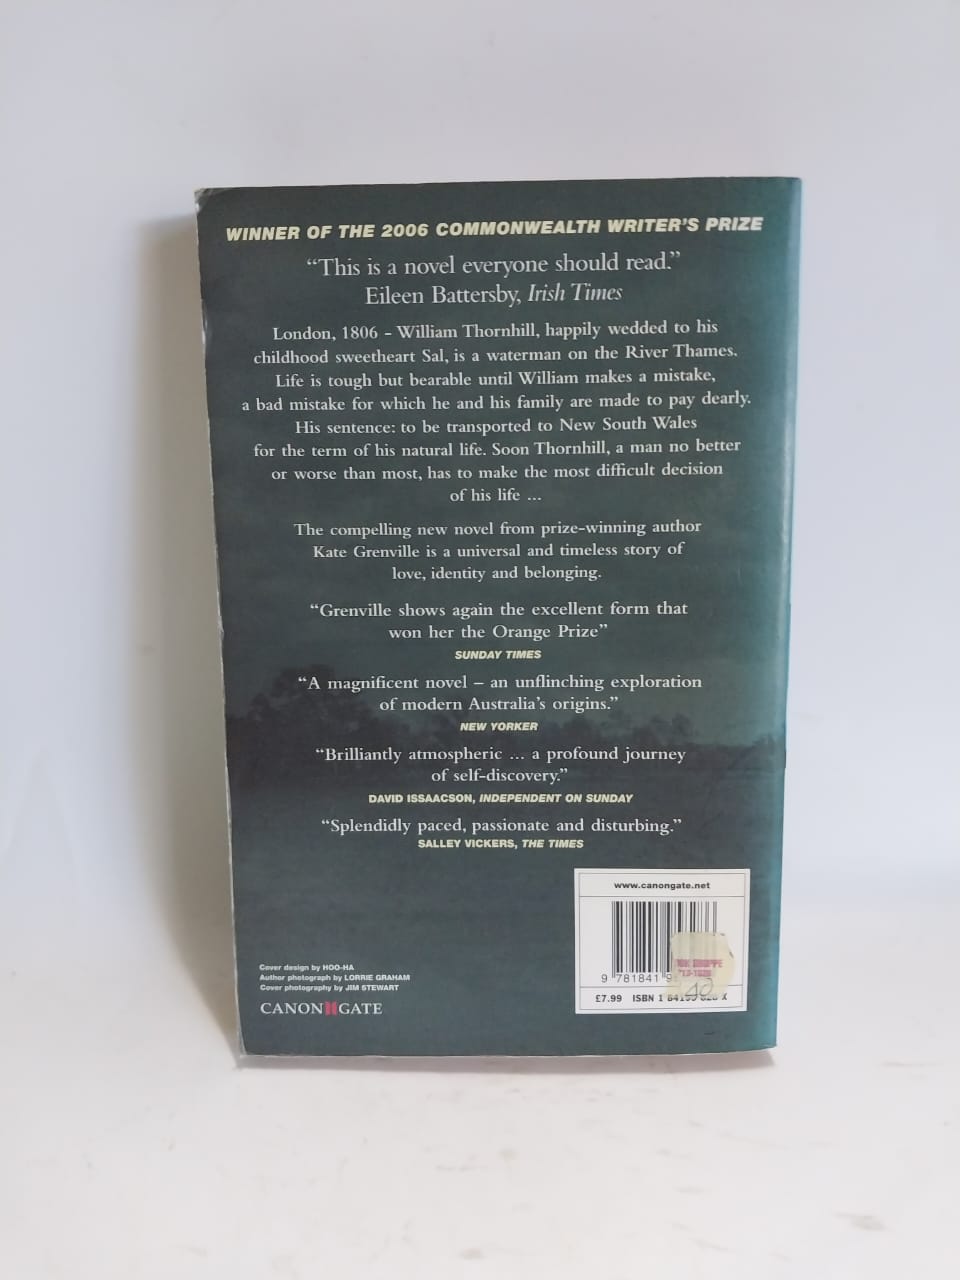 WINNER OF THE 2006 COMMONWEALTH WRITER'S PRIZE
“This is a novel everyone should read.”
Eileen Battersby, Irish Times
London, 1806 – William Thornhill, happily wedded to his
childhood sweetheart Sal, is a waterman on the River Thames.
Life is tough but bearable until William makes a mistake,
a bad mistake for which he and his family are made to pay dearly.
His sentence: to be transported to New South Wales
for the term of his natural life. Soon Thornhill, a man no better
or worse than most, has to make the most difficult decision
of his life ...
The compelling new novel from prize-winning author
Kate Grenville is a universal and timeless story of
love, identity and belonging.
“Grenville shows again the excellent form that
won her the Orange Prize”
SUNDAY TIMES
“A magnificent novel – an unflinching exploration
of modern Australia's origins.”
NEW YORKER
“Brilliantly atmospheric ... a profound journey
of self-discovery.”
DAVID ISSAACSON, INDEPENDENT ON SUNDAY
“Splendidly paced, passionate and disturbing.”
SALLEY VICKERS, THE TIMES
www.canongate.net
9 781841 9
£7.99 ISBN 1 84195 X
40
Cover design by HOO-HA
Author photograph by LORRIE GRAHAM
Cover photography by JIM STEWART
CANONGATE